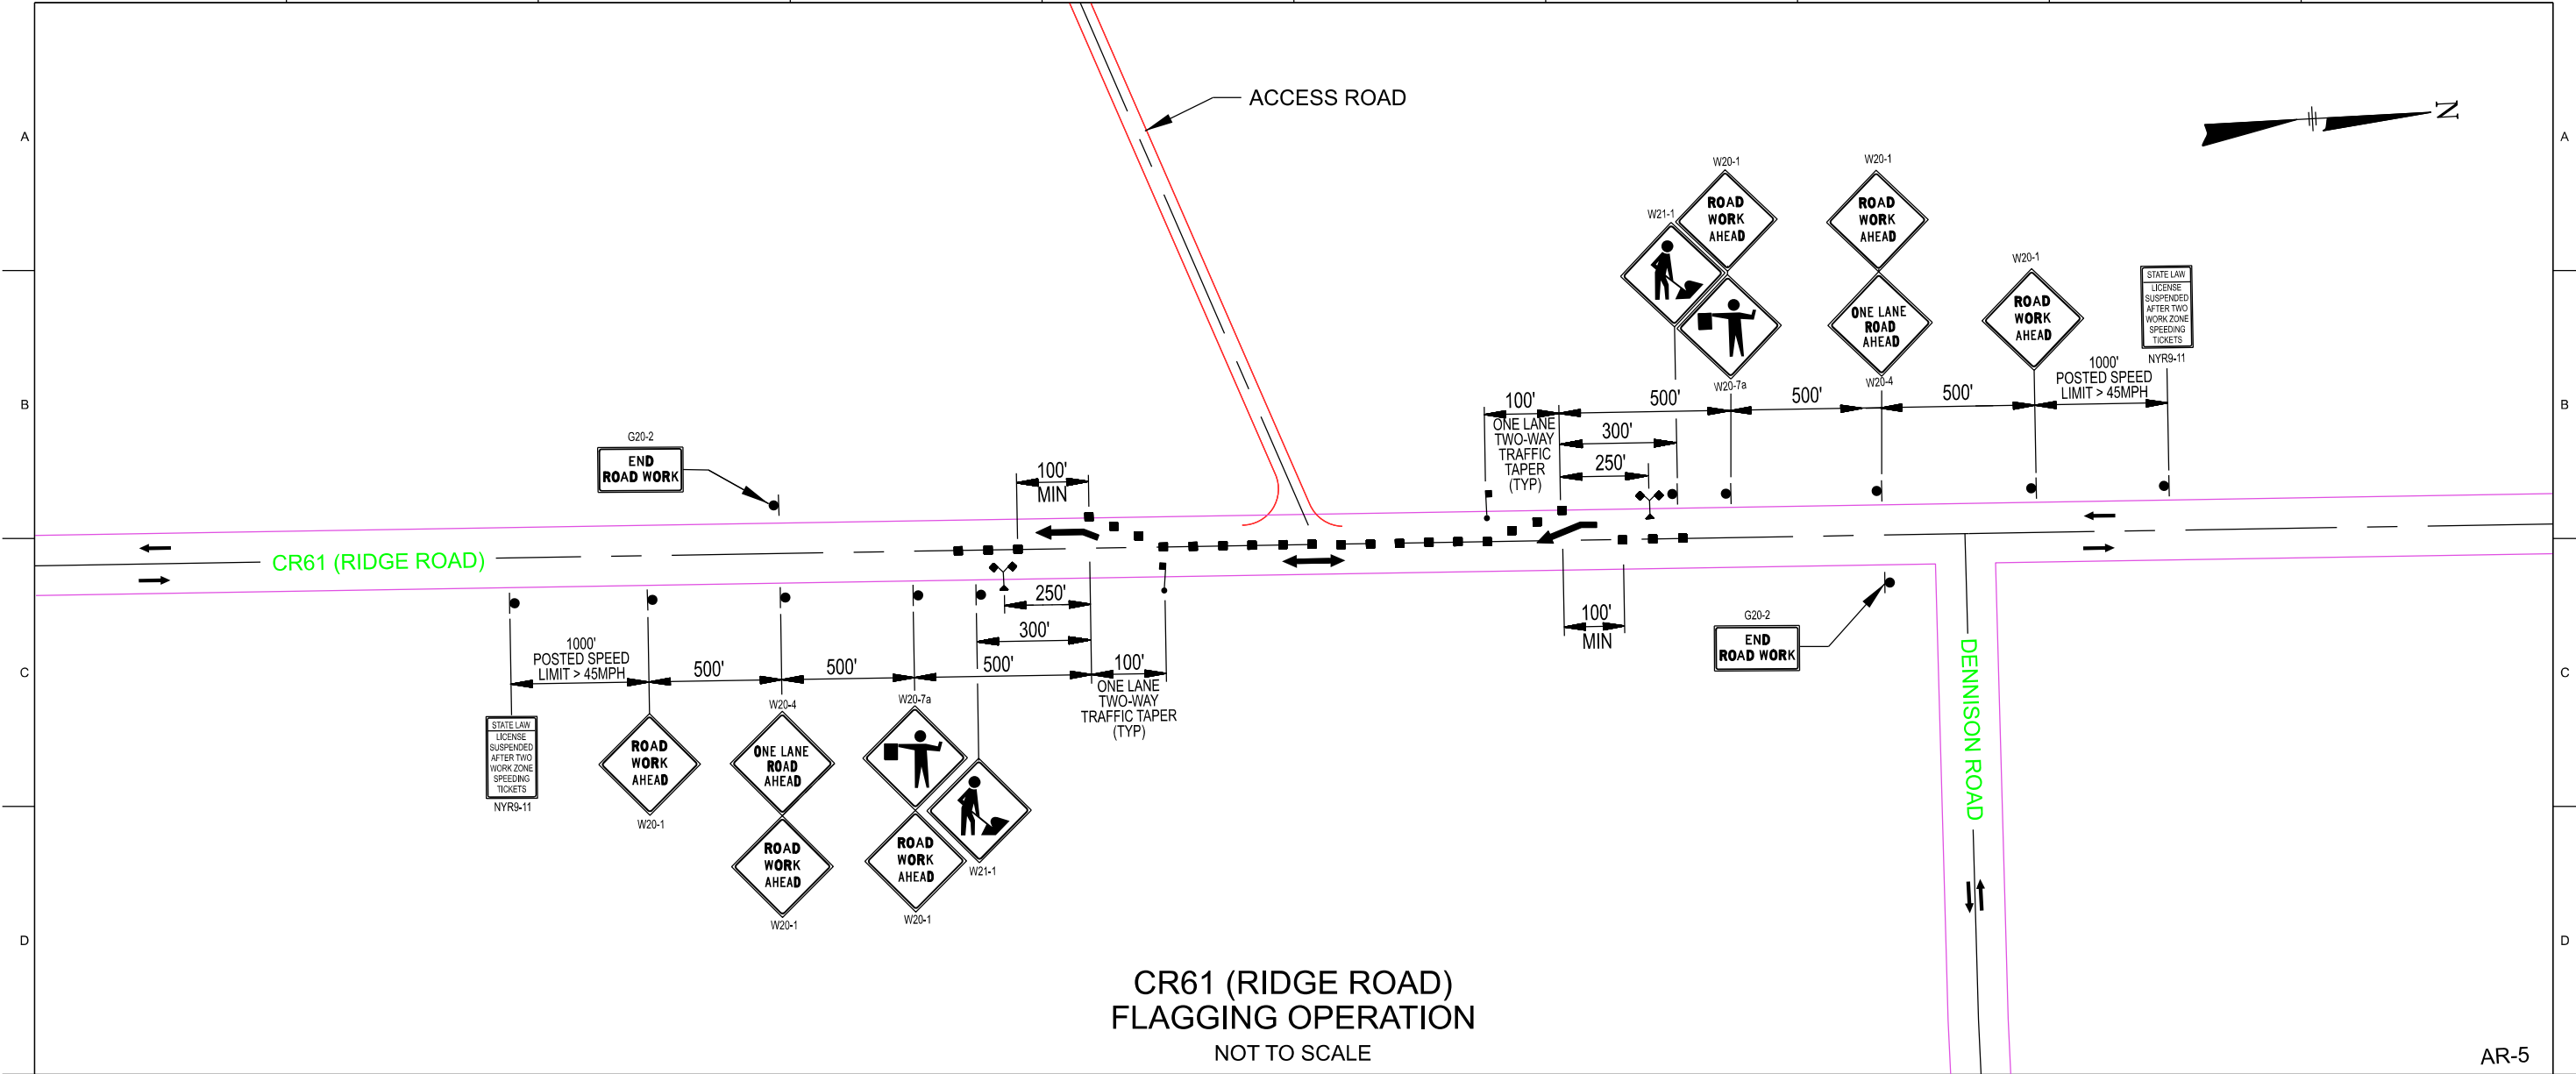 ACCESS ROAD
N
A
A
W20-1
ROAD
WORK
AHEAD
W20-1
ROAD
WORK
AHEAD
W21-1
W20-7a
ONE LANE
ROAD
AHEAD
W20-4
W20-1
ROAD
WORK
AHEAD
STATE LAW
LICENSE
SUSPENDED
AFTER TWO
WORK ZONE
SPEEDING
TICKETS
NYR9-11
1000'
POSTED SPEED
LIMIT > 45MPH
500'
500'
500'
100'
ONE LANE
TWO-WAY
TRAFFIC
TAPER
(TYP)
300'
250'
B
B
G20-2
END
ROAD WORK
100'
MIN
CR61 (RIDGE ROAD)
250'
300'
500'
100'
ONE LANE
TWO-WAY
TRAFFIC TAPER
(TYP)
500'
500'
1000'
POSTED SPEED
LIMIT > 45MPH
100'
MIN
G20-2
END
ROAD WORK
DENNISON ROAD
C
C
STATE LAW
LICENSE
SUSPENDED
AFTER TWO
WORK ZONE
SPEEDING
TICKETS
NYR9-11
ROAD
WORK
AHEAD
W20-1
W20-4
ONE LANE
ROAD
AHEAD
ROAD
WORK
AHEAD
W20-1
W20-7a
ROAD
WORK
AHEAD
W20-1
W21-1
D
D
CR61 (RIDGE ROAD)
FLAGGING OPERATION
NOT TO SCALE
AR-5